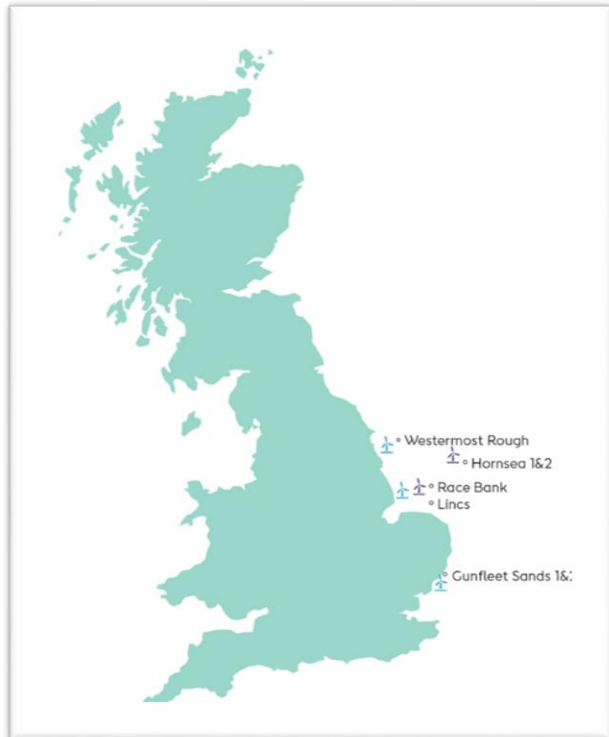 Westermost Rough
Hornsea 1&2
Race Bank
Lincs
Gunfleet Sands 1&